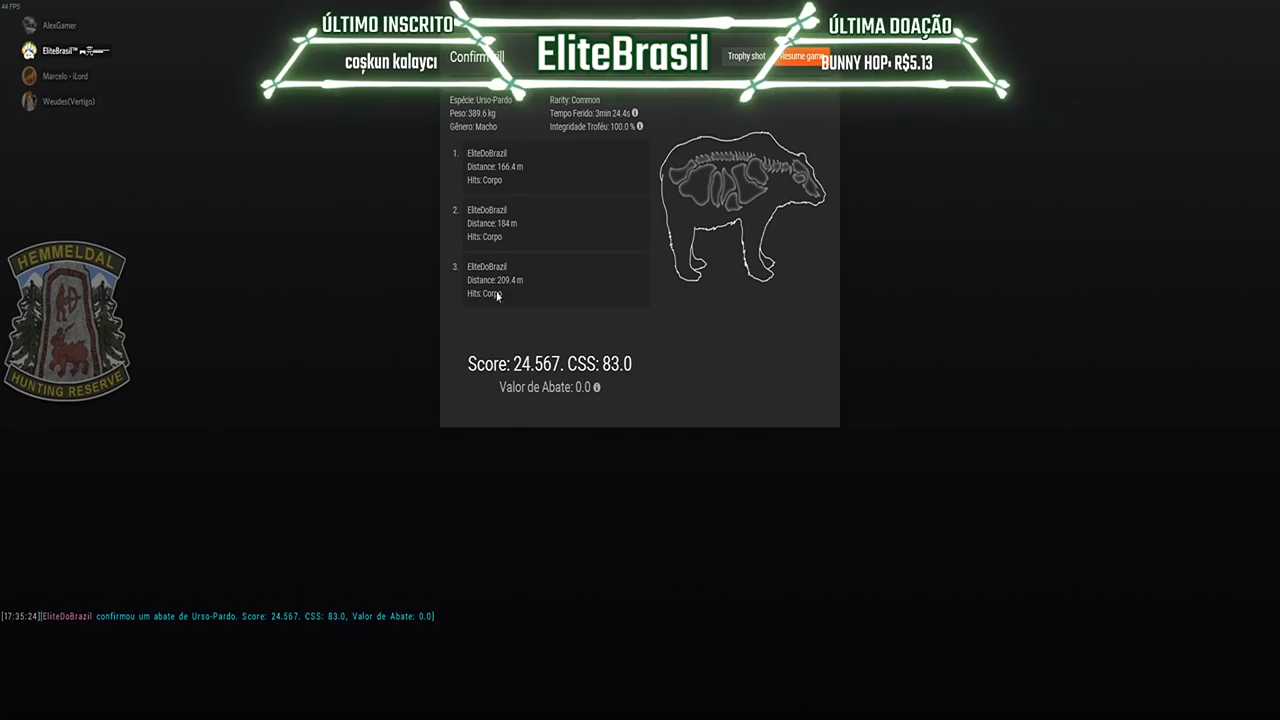 44 FPS
AlexGamer
EliteBrasil™
Marcelo - iLord
Weudes(Vertigo)
ÚLTIMO INSCRITO
coşkun kalaycı
EliteBrasil
ÚLTIMA DOAÇÃO
BUNNY HOP: R$5.13
Trophy shot
Resume game
Espécie: Urso-Pardo
Peso: 389.6 kg
Gênero: Macho
Rarity: Common
Tempo Ferido: 3min 24.4s
Integridade Troféu: 100.0 %
1. EliteDoBrazil
Distance: 166.4 m
Hits: Corpo
2. EliteDoBrazil
Distance: 184 m
Hits: Corpo
3. EliteDoBrazil
Distance: 209.4 m
Hits: Corpo
Score: 24.567. CSS: 83.0
Valor de Abate: 0.0
HEMMELDAL
HUNTING RESERVE
[17:35:24][EliteDoBrazil confirmou um abate de Urso-Pardo. Score: 24.567. CSS: 83.0, Valor de Abate: 0.0]